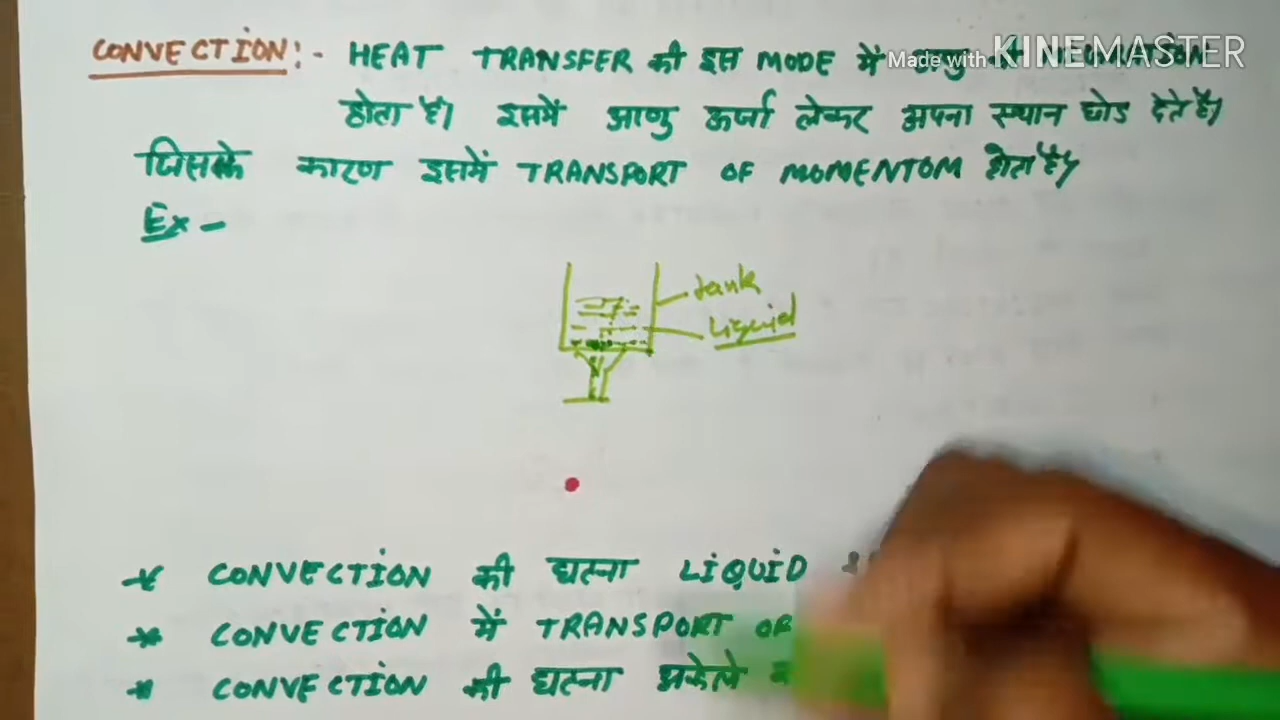 CONVECTION:- HEAT TRANSFER की इस MODE में
Made with KINEMASTER
होता है। इसमें आणु ऊर्जा लेकर अपना स्थान छोड देते है।
जिसके कारण इसमें TRANSPORT OF MOMENTOM होता है।
Ex -
tank
Liquid
* CONVECTION की घटना LIQUID
* CONVECTION में TRANSPORT OF
* CONVECTION की घटना अकेले